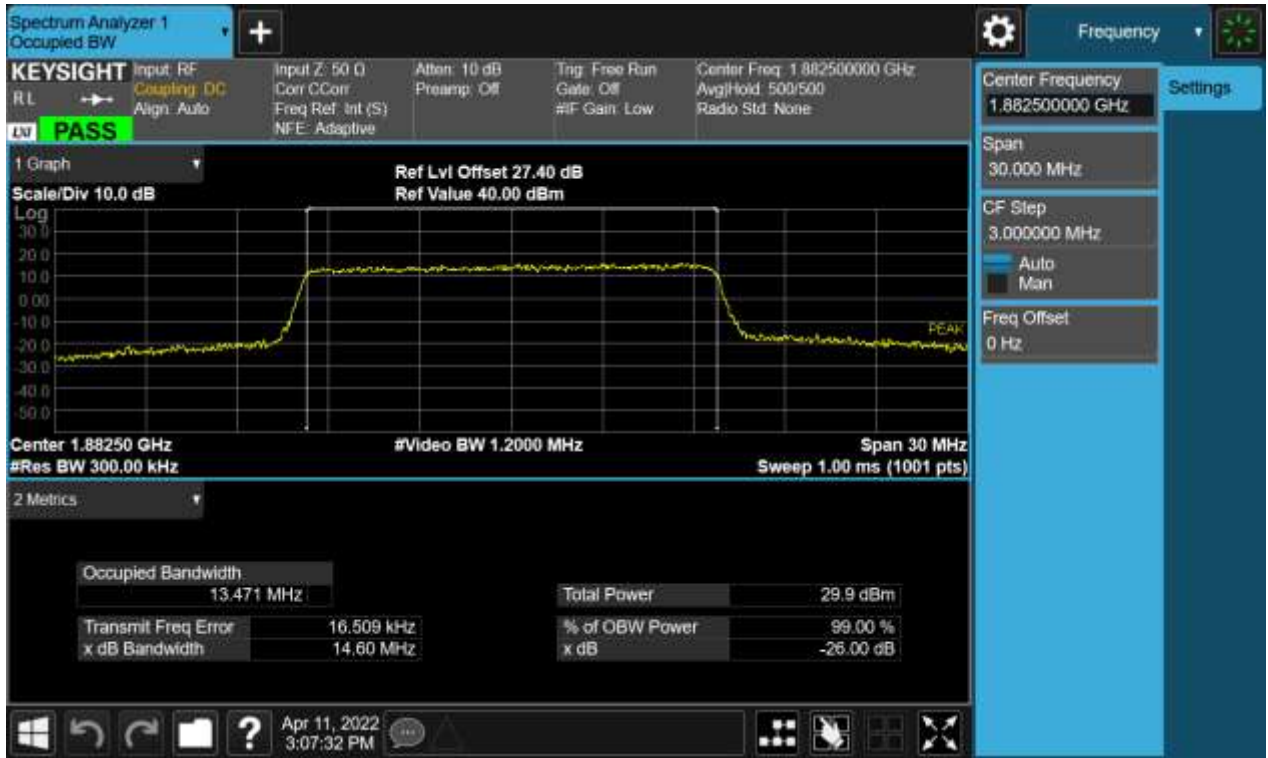 Spectrum Analyzer 1
Occupied BW
Frequency
KEYSIGHT Input: RF Input Z: 50 Ω Atten: 10 dB Trig: Free Run Center Freq: 1.882500000 GHz
RL Coupling: DC Corr CCorr Preamp: Off Gate: Off Avg|Hold: 500/500
Align: Auto Freq Ref: Int (S) #IF Gain: Low Radio Std: None
LXI PASS NFE: Adaptive
Center Frequency
1.882500000 GHz
Settings
Span
30.000 MHz
CF Step
3.000000 MHz
Auto
Man
Freq Offset
0 Hz
1 Graph
Ref Lvl Offset 27.40 dB
Scale/Div 10.0 dB Ref Value 40.00 dBm
Log
30.0
20.0
10.0
0.00
-10.0
PEAK
-20.0
-30.0
-40.0
-50.0
Center 1.88250 GHz #Video BW 1.2000 MHz Span 30 MHz
#Res BW 300.00 kHz Sweep 1.00 ms (1001 pts)
2 Metrics
Occupied Bandwidth
13.471 MHz Total Power 29.9 dBm
Transmit Freq Error 16.509 kHz % of OBW Power 99.00 %
x dB Bandwidth 14.60 MHz x dB -26.00 dB
Apr 11, 2022
3:07:32 PM